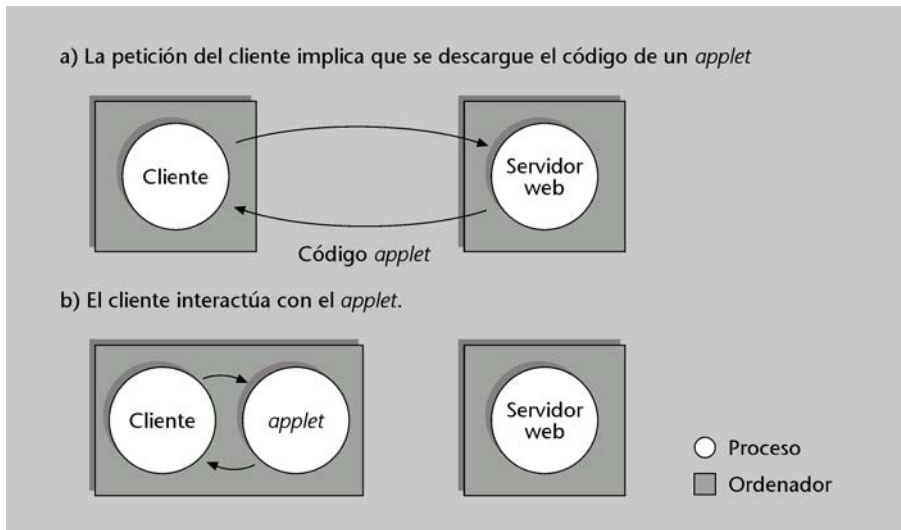 a) La petición del cliente implica que se descargue el código de un applet
Cliente
Servidor
web
Código applet
b) El cliente interactúa con el applet.
Cliente
applet
Servidor
web
Proceso
Ordenador